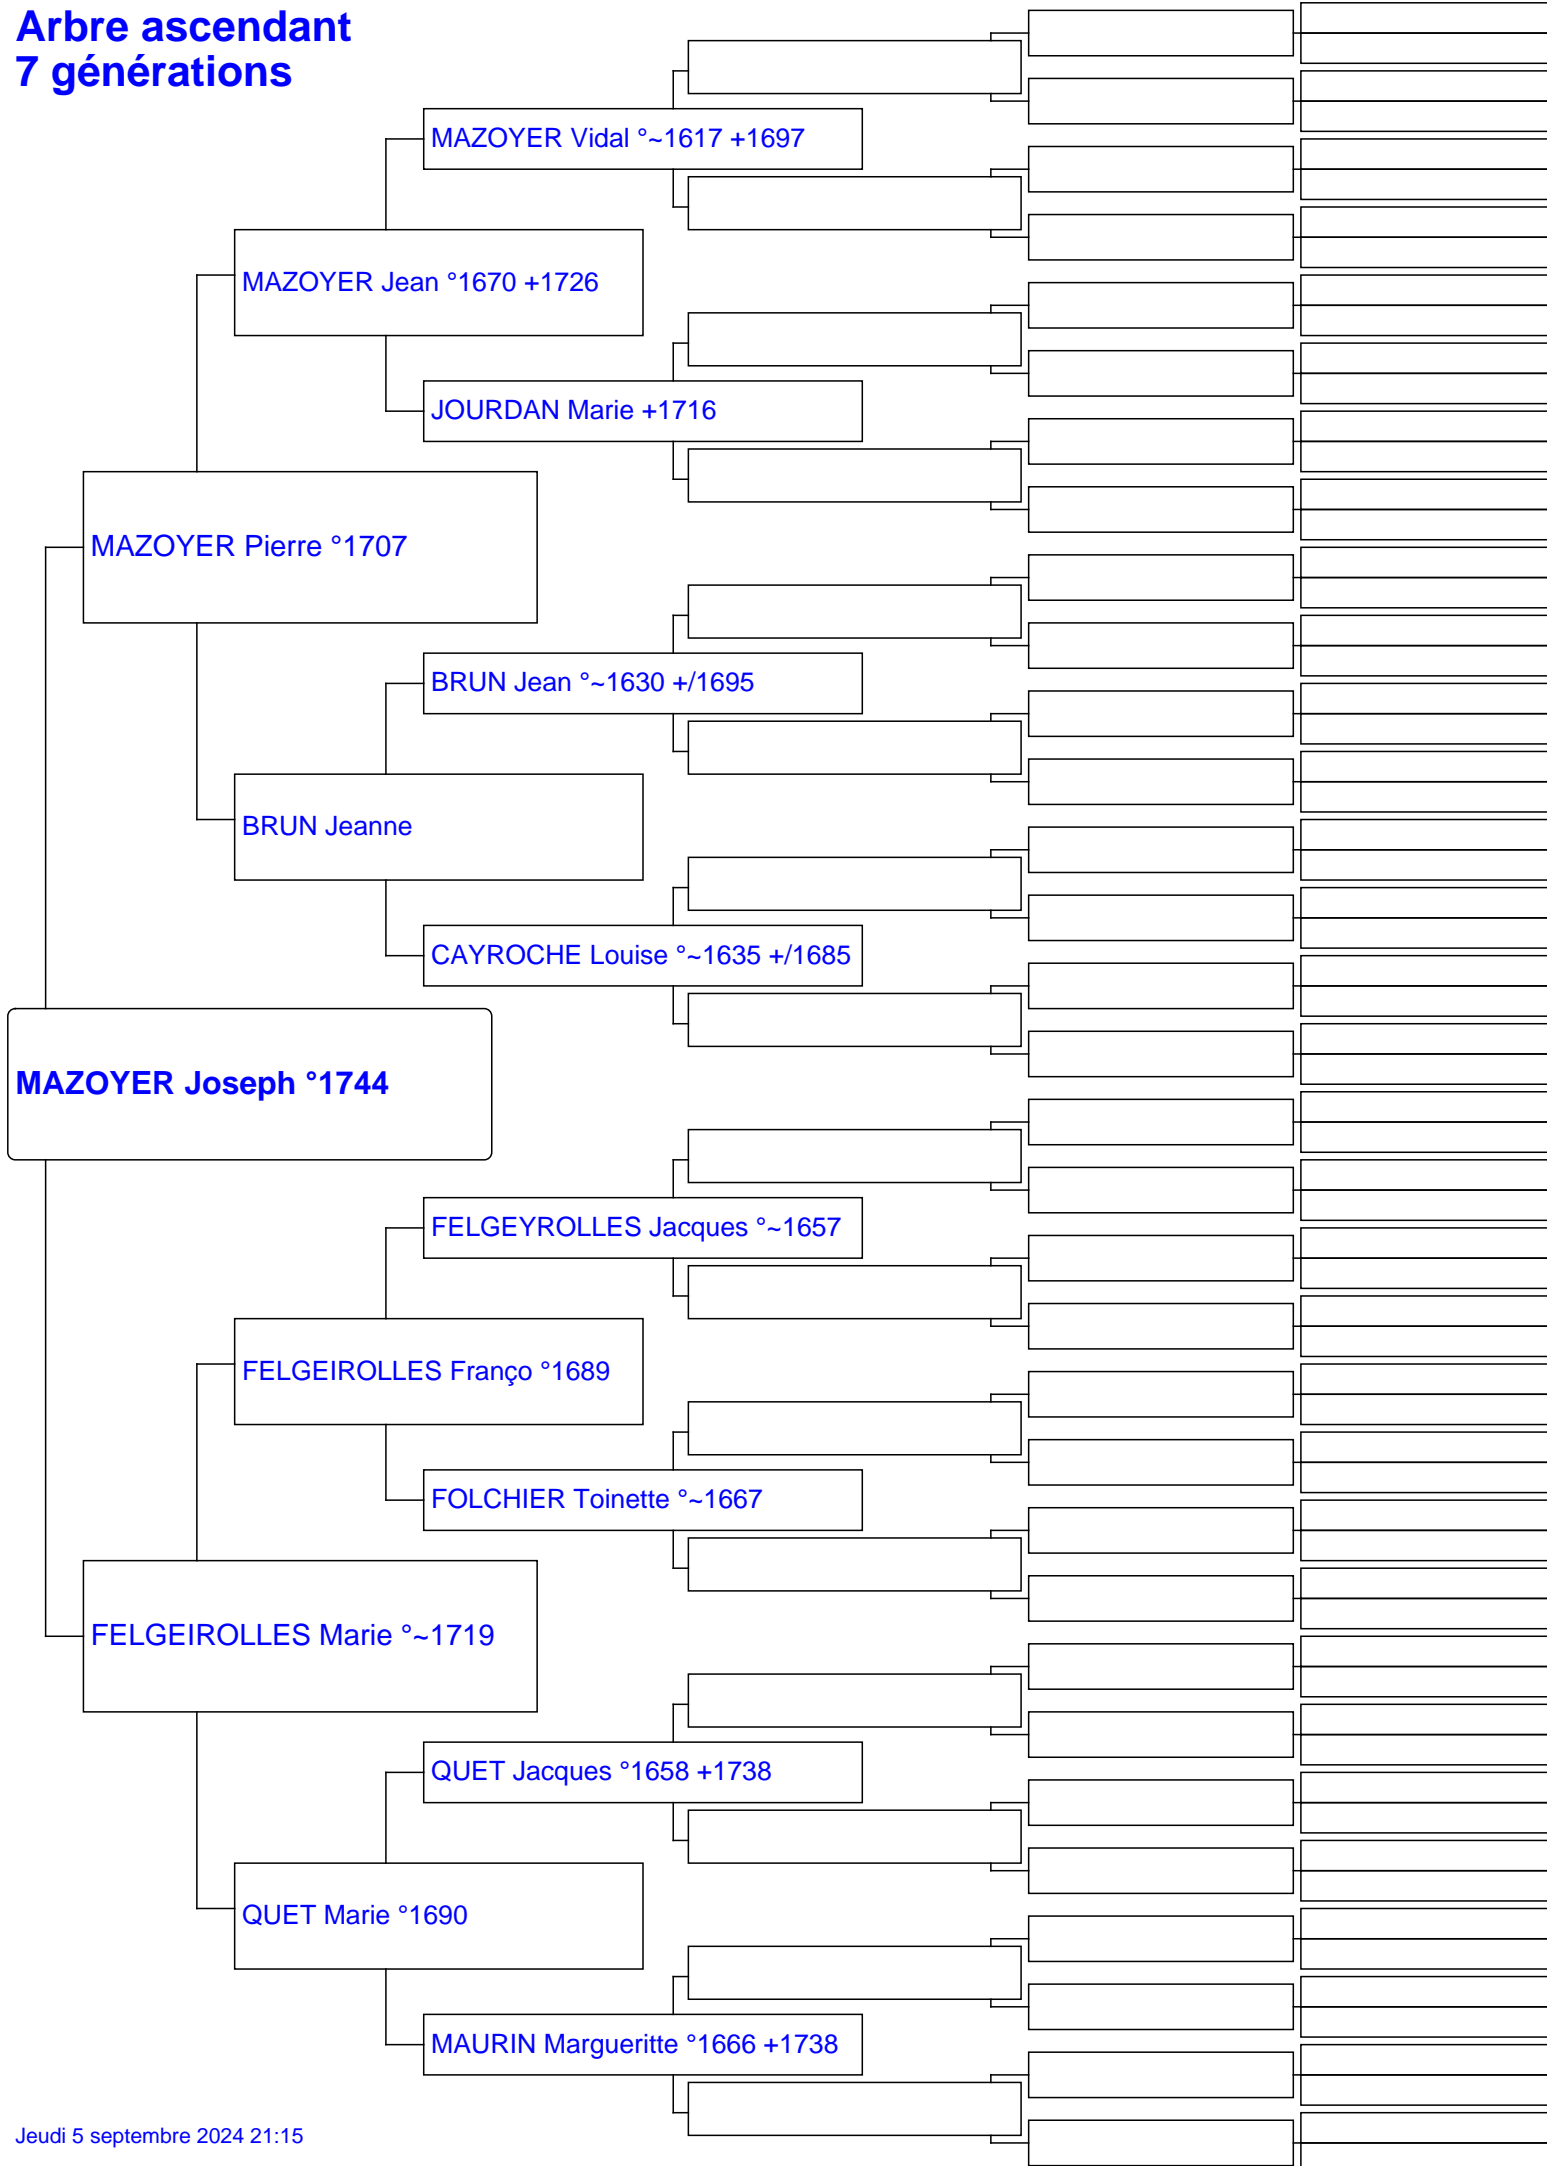 Arbre ascendant
7 générations
MAZOYER Vidal °~1617 +1697
MAZOYER Jean °1670 +1726
JOURDAN Marie +1716
MAZOYER Pierre °1707
BRUN Jean °~1630 +/1695
BRUN Jeanne
CAYROCHE Louise °~1635 +/1685
MAZOYER Joseph °1744
FELGEYROLLES Jacques °~1657
FELGEIROLLES Franço °1689
FOLCHIER Toinette °~1667
FELGEIROLLES Marie °~1719
QUET Jacques °1658 +1738
QUET Marie °1690
MAURIN Margueritte °1666 +1738
Jeudi 5 septembre 2024 21:15